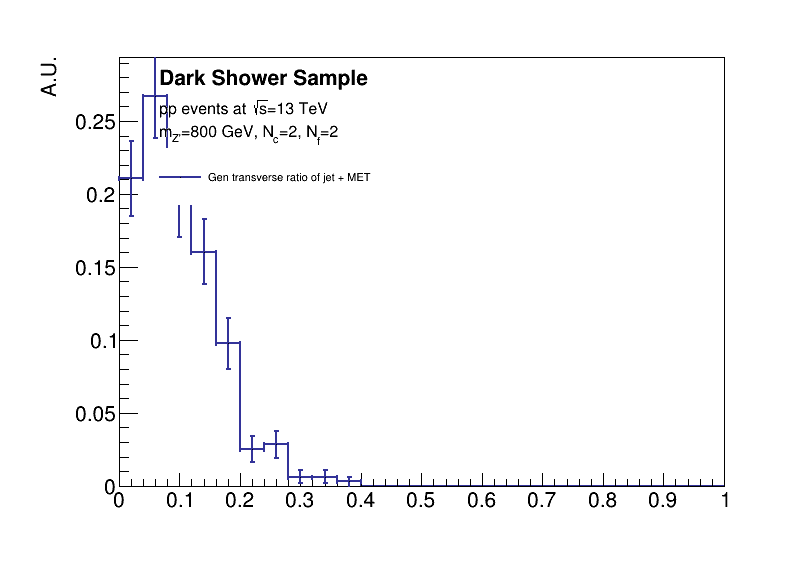 A.U.
Dark Shower Sample
pp events at √s=13 TeV
m_Z'=800 GeV, N_c=2, N_f=2
Gen transverse ratio of jet + MET
0.25
0.2
0.15
0.1
0.05
0
0 0.1 0.2 0.3 0.4 0.5 0.6 0.7 0.8 0.9 1